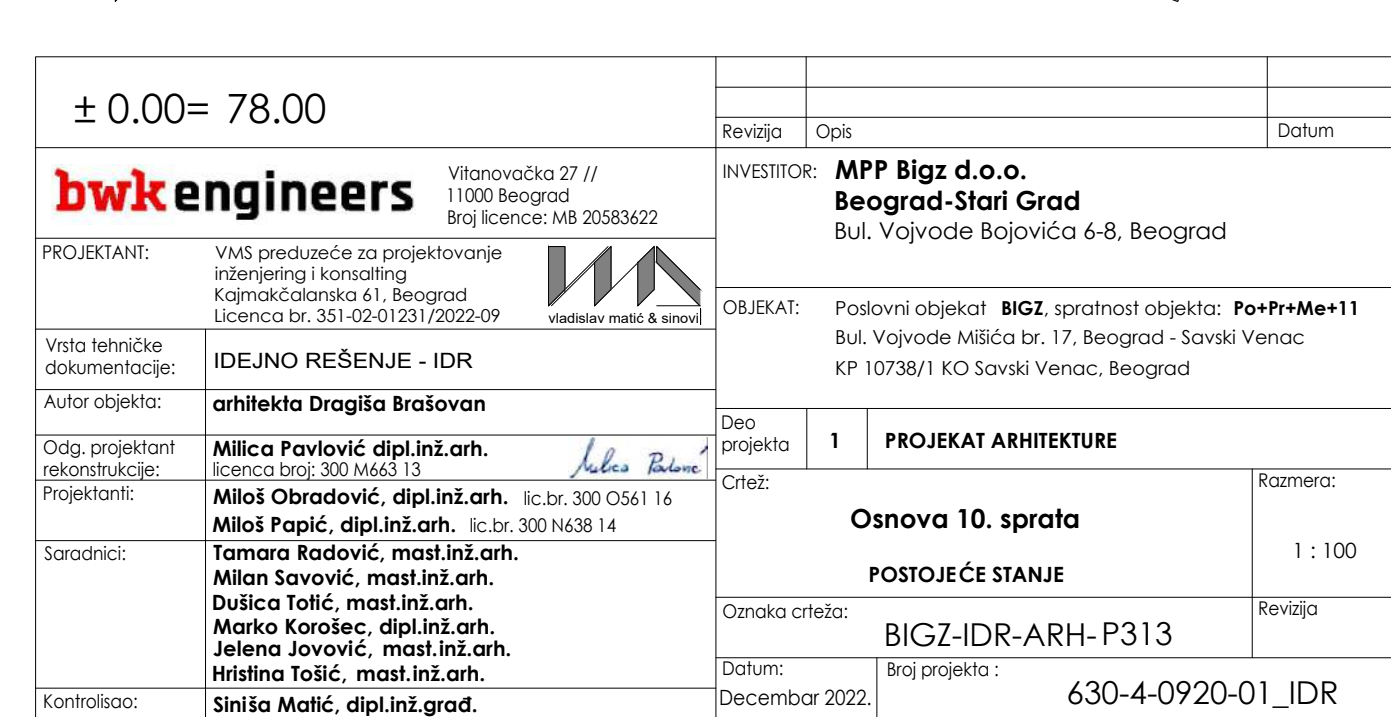 ± 0.00= 78.00
Revizija Opis Datum
bwk engineers
Vitanovačka 27 //
11000 Beograd
Broj licence: MB 20583622
INVESTITOR: MPP Bigz d.o.o.
Beograd-Stari Grad
Bul. Vojvode Bojovića 6-8, Beograd
PROJEKTANT: VMS preduzeće za projektovanje
inženjering i konsalting
Kajmakčalanska 61, Beograd
Licenca br. 351-02-01231/2022-09
vladislav matić & sinovi
OBJEKAT: Poslovni objekat BIGZ, spratnost objekta: Po+Pr+Me+11
Bul. Vojvode Mišića br. 17, Beograd - Savski Venac
KP 10738/1 KO Savski Venac, Beograd
Vrsta tehničke
dokumentacije:
IDEJNO REŠENJE - IDR
Autor objekta: arhitekta Dragiša Brašovan
Deo
projekta
1 PROJEKAT ARHITEKTURE
Odg. projektant
rekonstrukcije:
Milica Pavlović dipl.inž.arh.
licenca broj: 300 M663 13
Projektanti: Miloš Obradović, dipl.inž.arh. lic.br. 300 O561 16
Miloš Papić, dipl.inž.arh. lic.br. 300 N638 14
Crtež:
Osnova 10. sprata
POSTOJEĆE STANJE
Razmera:
1 : 100
Saradnici: Tamara Radović, mast.inž.arh.
Milan Savović, mast.inž.arh.
Dušica Totić, mast.inž.arh.
Marko Korošec, dipl.inž.arh.
Jelena Jovović, mast.inž.arh.
Hristina Tošić, mast.inž.arh.
Oznaka crteža:
BIGZ-IDR-ARH-P313
Revizija
Datum:
Decembar 2022.
Broj projekta :
630-4-0920-01_IDR
Kontrolisao: Siniša Matić, dipl.inž.građ.